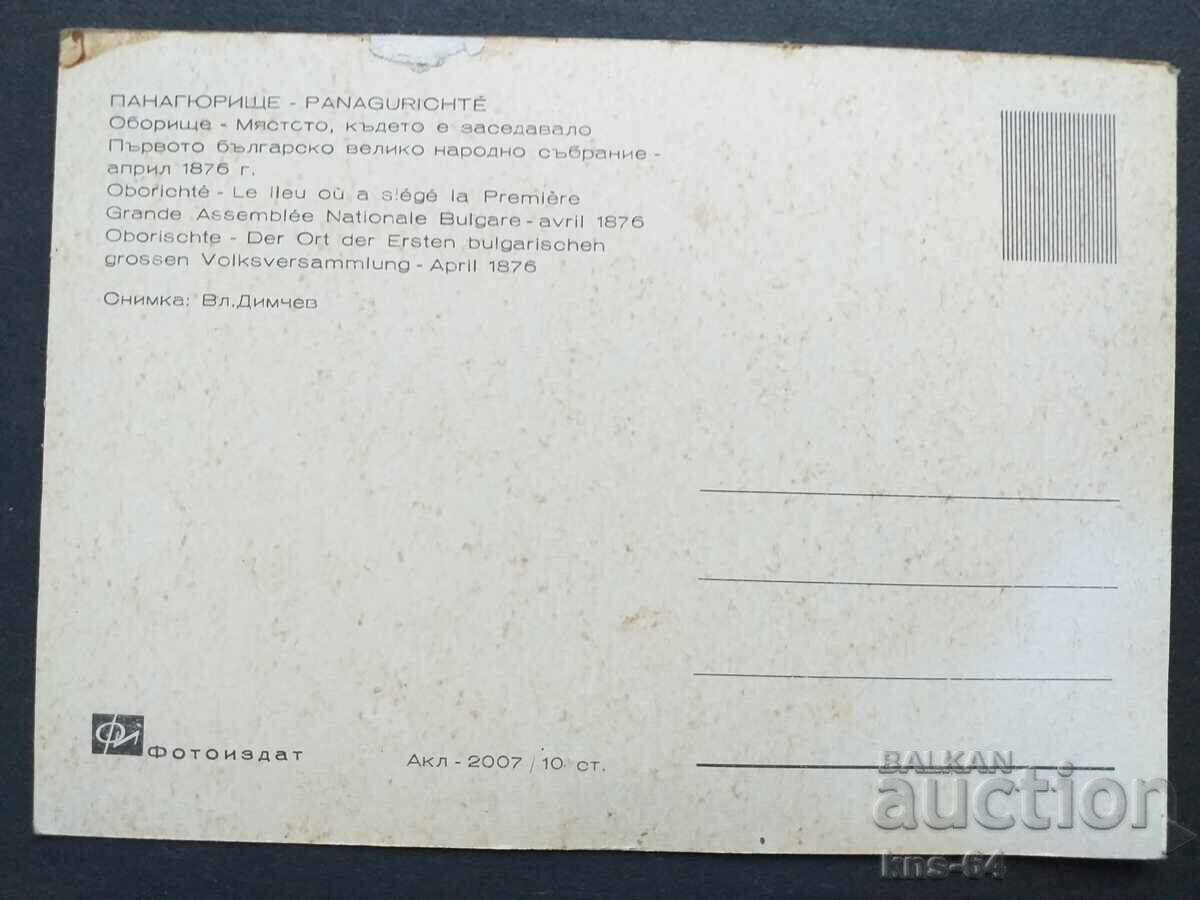 ПАНАГЮРИЩЕ - PANAGURICHTÉ
Оборище - Мястсто, където е заседавало
Първото българско велико народно събрание -
април 1876 г.
Oborichté - Le lieu où a siégé la Première
Grande Assemblée Nationale Bulgare - avril 1876
Oborischte - Der Ort der Ersten bulgarischen
grossen Volksversammlung - April 1876
Снимка: Вл.Димчев
ФИ Фотоиздат
Акл - 2007 / 10 ст.
BALKAN
auction
kns-64